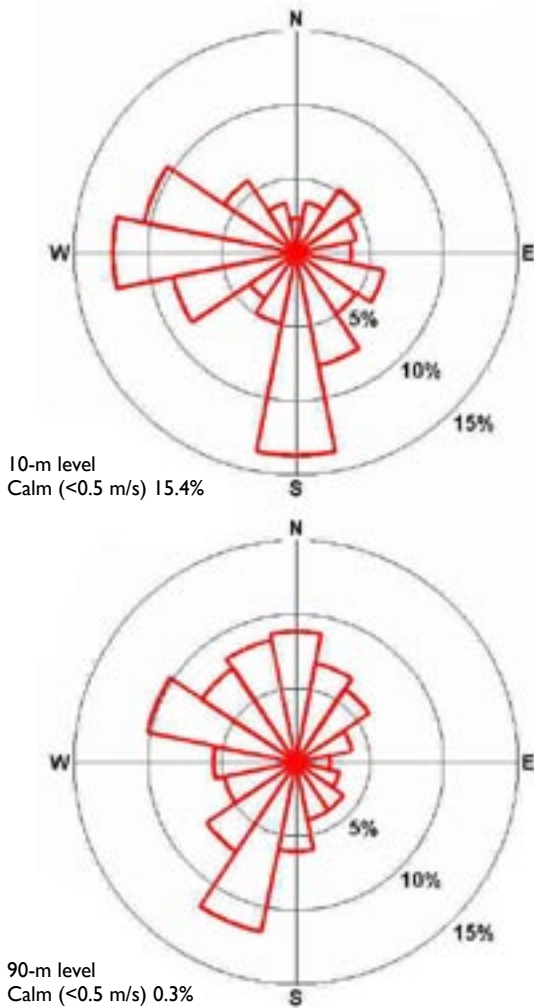 N
W
E
5%
10%
15%
10-m level
Calm (<0.5 m/s) 15.4%
S
N
W
E
5%
10%
15%
90-m level
Calm (<0.5 m/s) 0.3%
S